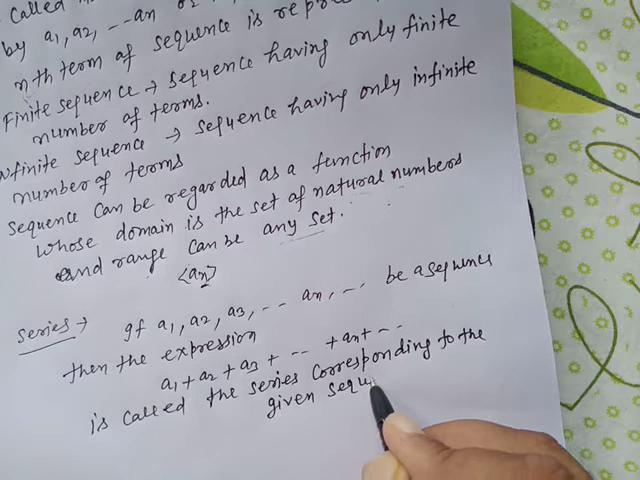 called
by a1, a2, --- an
nth term of sequence is repr
Finite sequence → sequence having only finite
number of terms.
nfinite sequence → sequence having only infinite
number of terms
sequence can be regarded as a function
whose domain is the set of natural numbers
and range can be any set.
<an>
Series →
If a1, a2, a3, --- an, -- be a sequence
then the expression
a1 + a2 + a3 + --- + an + ---
is called the series corresponding to the
given sequ